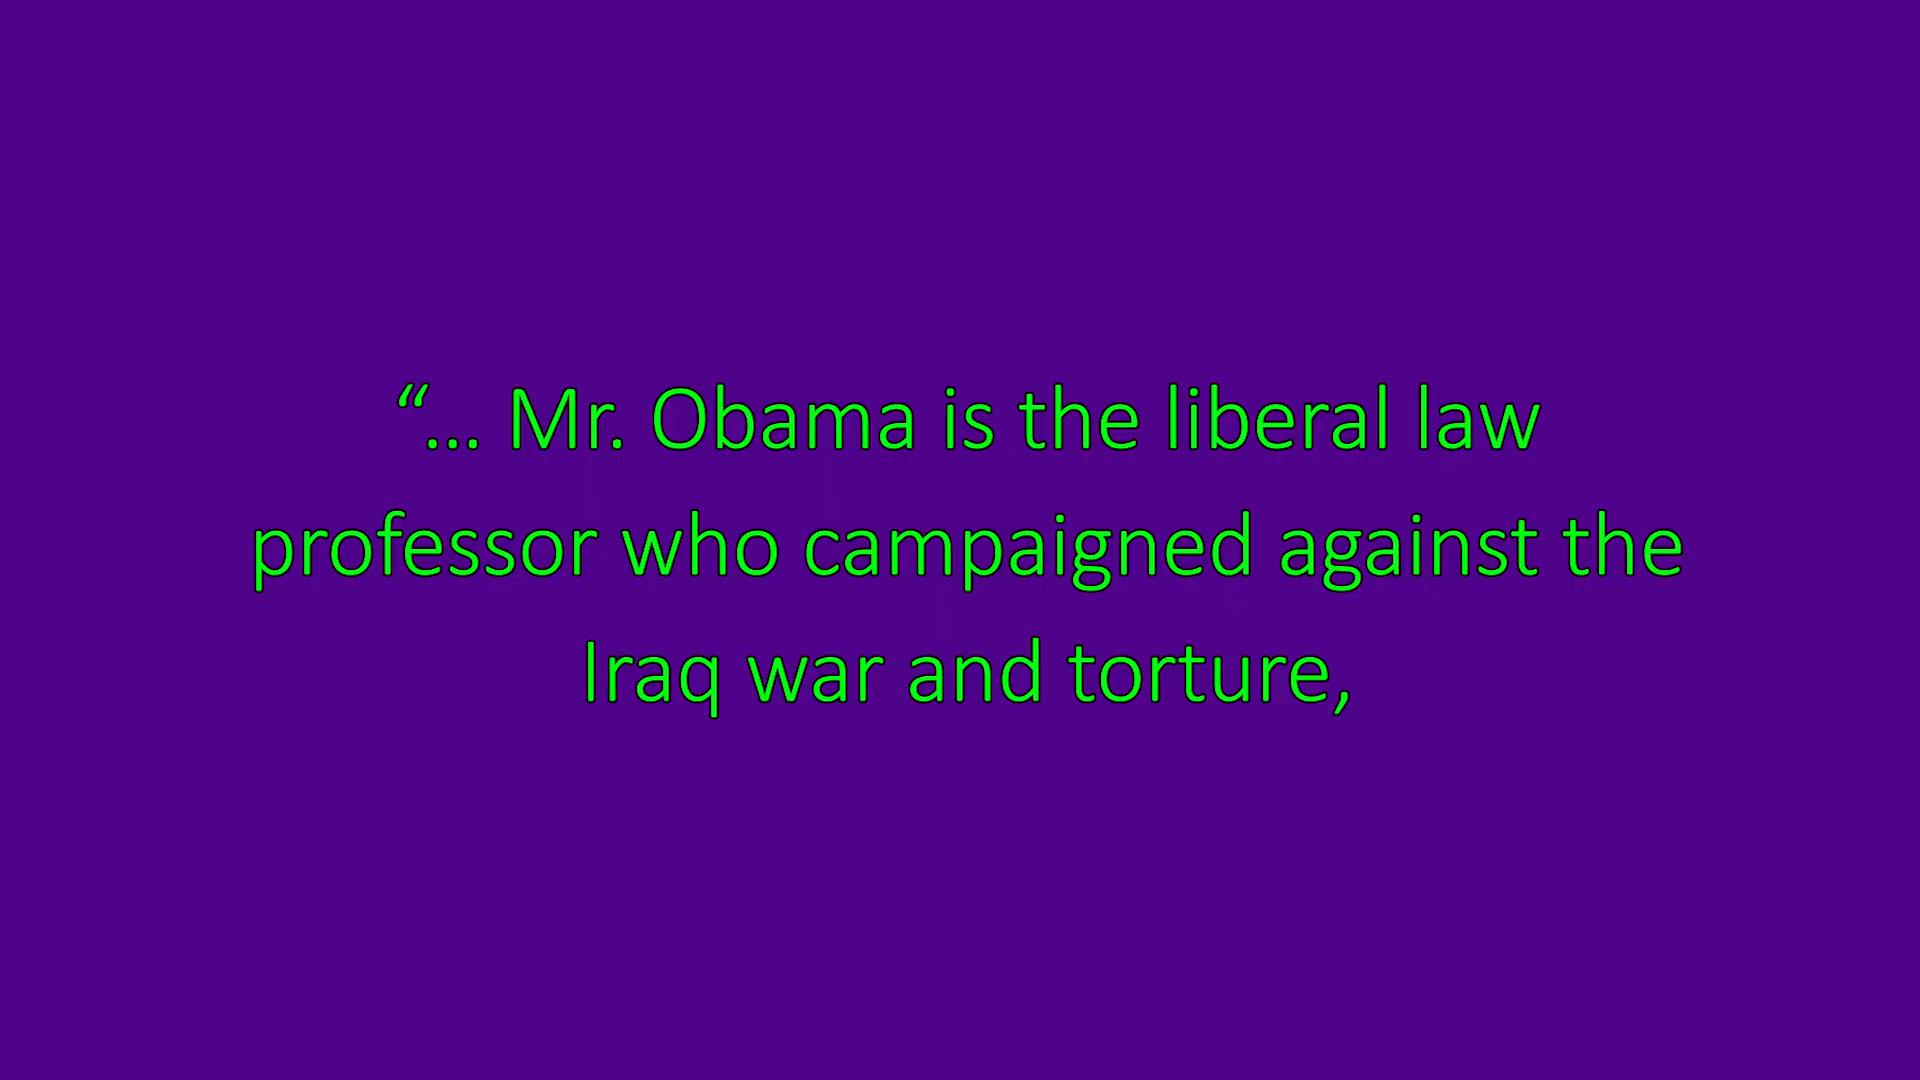 “... Mr. Obama is the liberal law
professor who campaigned against the
Iraq war and torture,